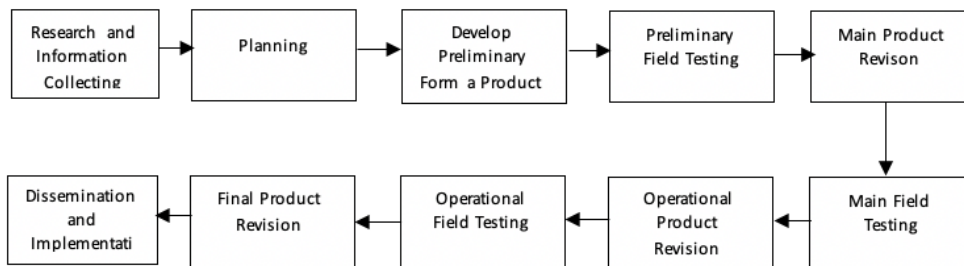 Research and
Information
Collecting
Planning
Develop
Preliminary
Form a Product
Preliminary
Field Testing
Main Product
Revison
Main Field
Testing
Operational
Product
Revision
Operational
Field Testing
Final Product
Revision
Dissemination
and
Implementati